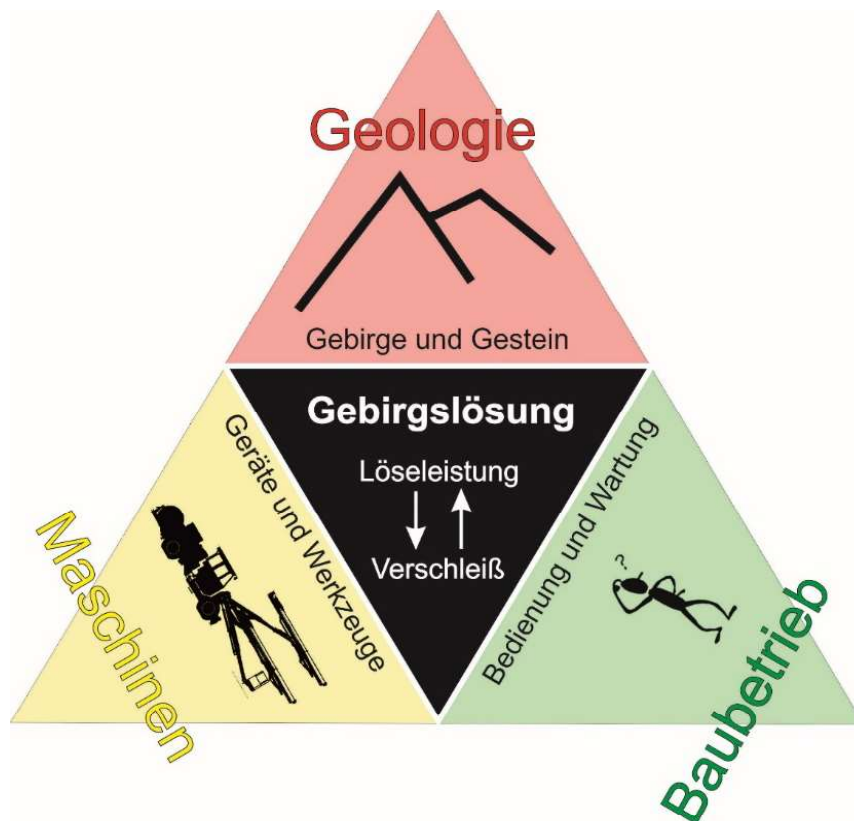 Geologie
Gebirge und Gestein
Gebirgslösung
Löseleistung
Verschleiß
Geräte und Werkzeuge
Maschinen
Bedienung und Wartung
?
Baubetrieb